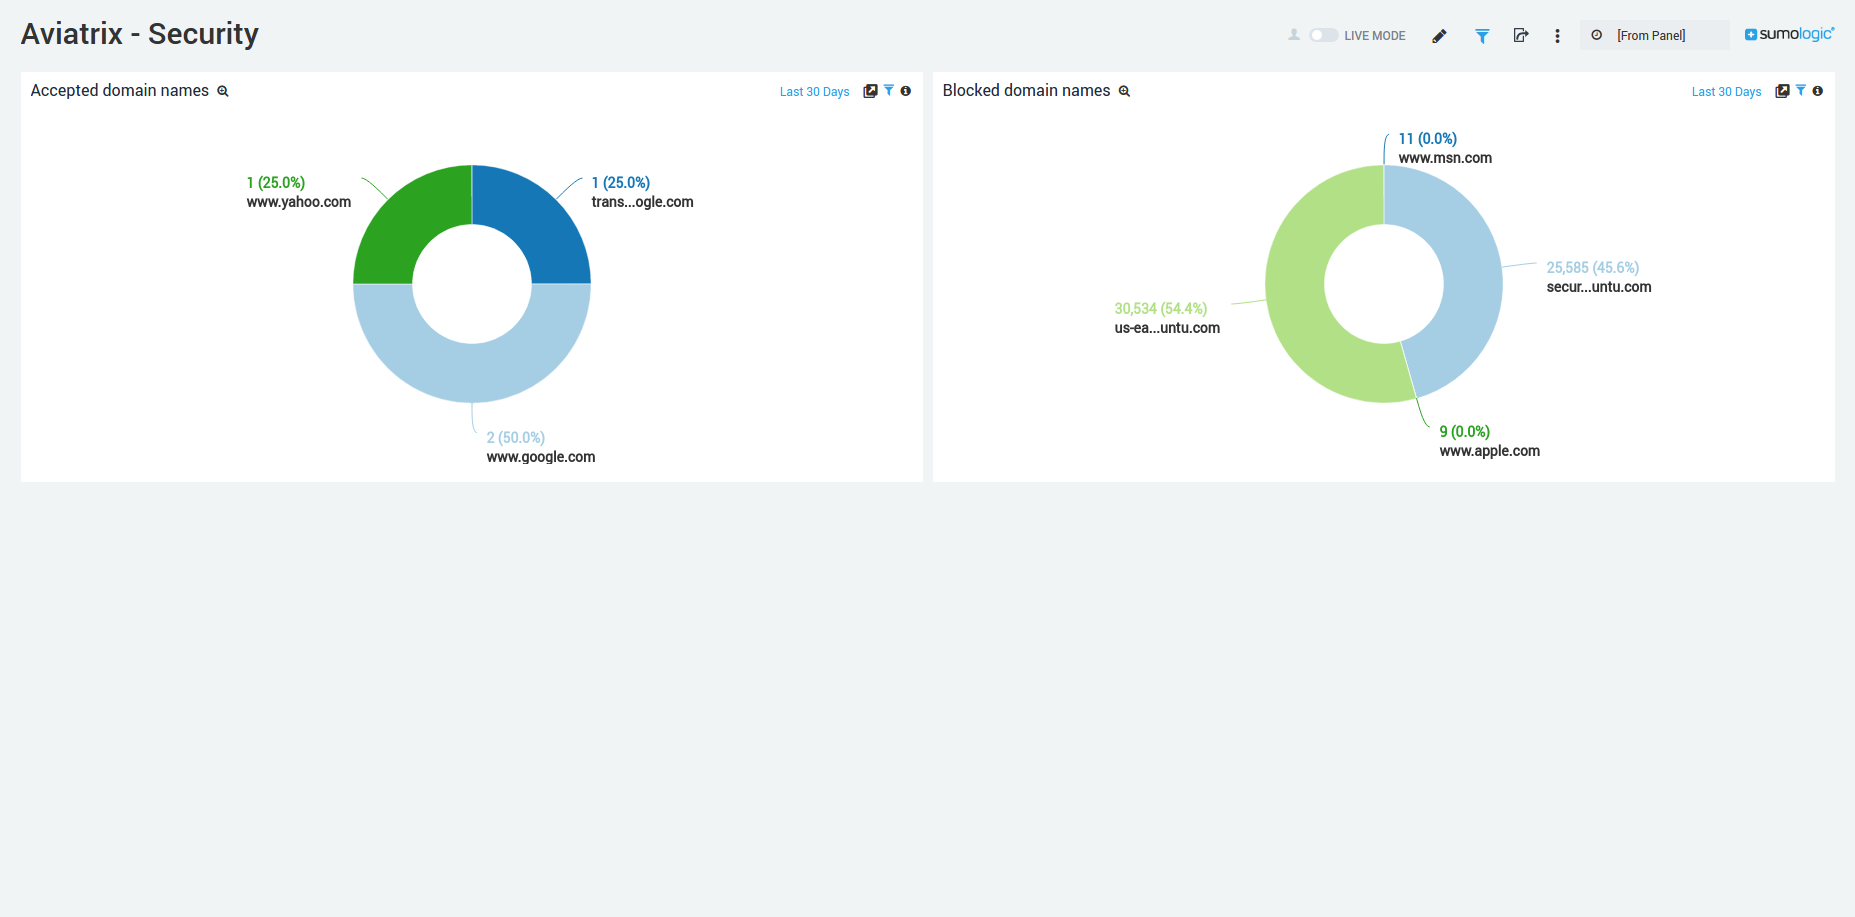 Aviatrix - Security
LIVE MODE
[From Panel]
sumologic
Accepted domain names
Last 30 Days
1 (25.0%)
www.yahoo.com
1 (25.0%)
trans...ogle.com
2 (50.0%)
www.google.com
Blocked domain names
Last 30 Days
11 (0.0%)
www.msn.com
25,585 (45.6%)
secur...untu.com
30,534 (54.4%)
us-ea...untu.com
9 (0.0%)
www.apple.com